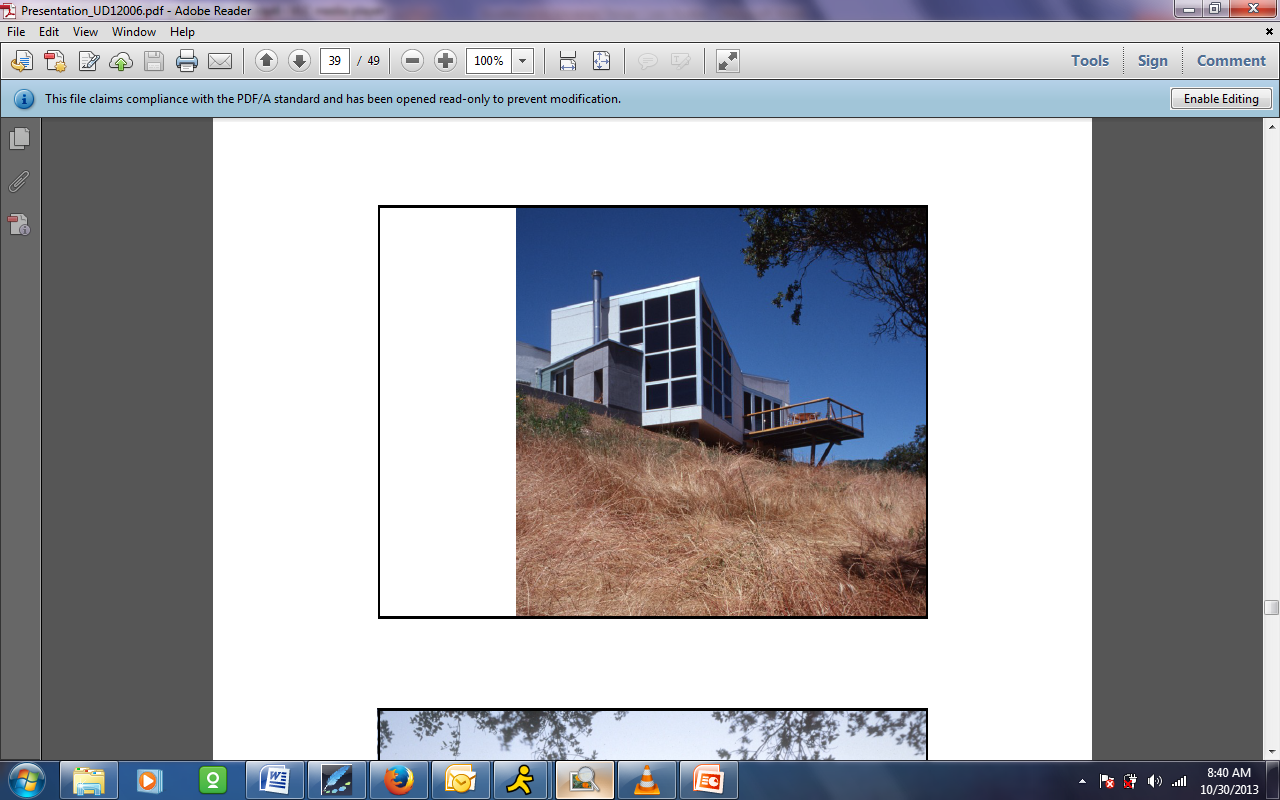 Presentation_UD12006.pdf - Adobe Reader
File Edit View Window Help
39 / 49 100% Tools Sign Comment
This file claims compliance with the PDF/A standard and has been opened read-only to prevent modification. Enable Editing
8:40 AM
10/30/2013